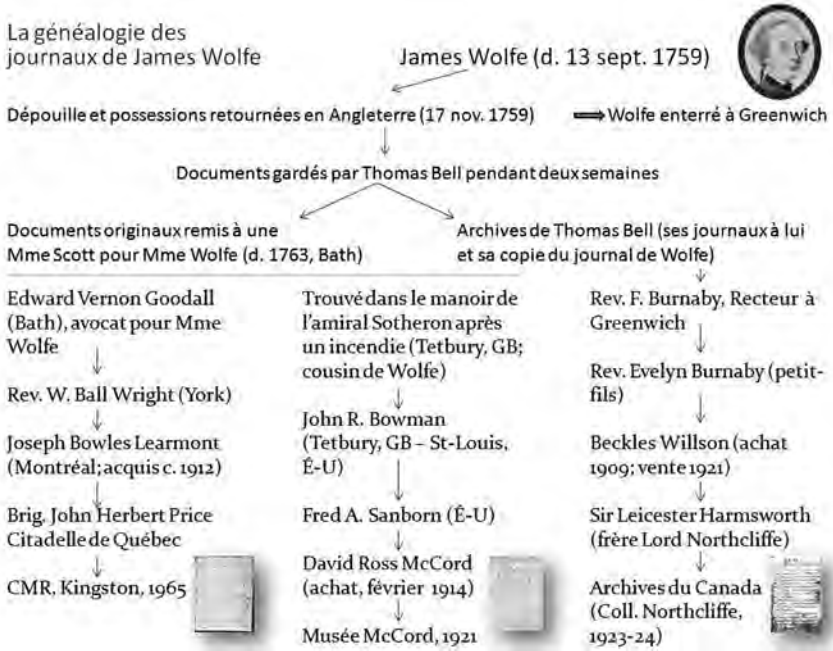 La généalogie des
journaux de James Wolfe
James Wolfe (d. 13 sept. 1759)
Dépouille et possessions retournées en Angleterre (17 nov. 1759)
Wolfe enterré à Greenwich
Documents gardés par Thomas Bell pendant deux semaines
Documents originaux remis à une
Mme Scott pour Mme Wolfe (d. 1763, Bath)
Archives de Thomas Bell (ses journaux à lui
et sa copie du journal de Wolfe)
Edward Vernon Goodall
(Bath), avocat pour Mme
Wolfe
Rev. W. Ball Wright (York)
Joseph Bowles Learmont
(Montréal; acquis c. 1912)
Brig. John Herbert Price
Citadelle de Québec
CMR, Kingston, 1965
Trouvé dans le manoir de
l'amiral Sotheron après
un incendie (Tetbury, GB;
cousin de Wolfe)
John R. Bowman
(Tetbury, GB – St-Louis,
É-U)
Fred A. Sanborn (É-U)
David Ross McCord
(achat, février 1914)
Musée McCord, 1921
Rev. F. Burnaby, Recteur à
Greenwich
Rev. Evelyn Burnaby (petit-
fils)
Beckles Willson (achat
1909; vente 1921)
Sir Leicester Harmsworth
(frère Lord Northcliffe)
Archives du Canada
(Coll. Northcliffe,
1923-24)